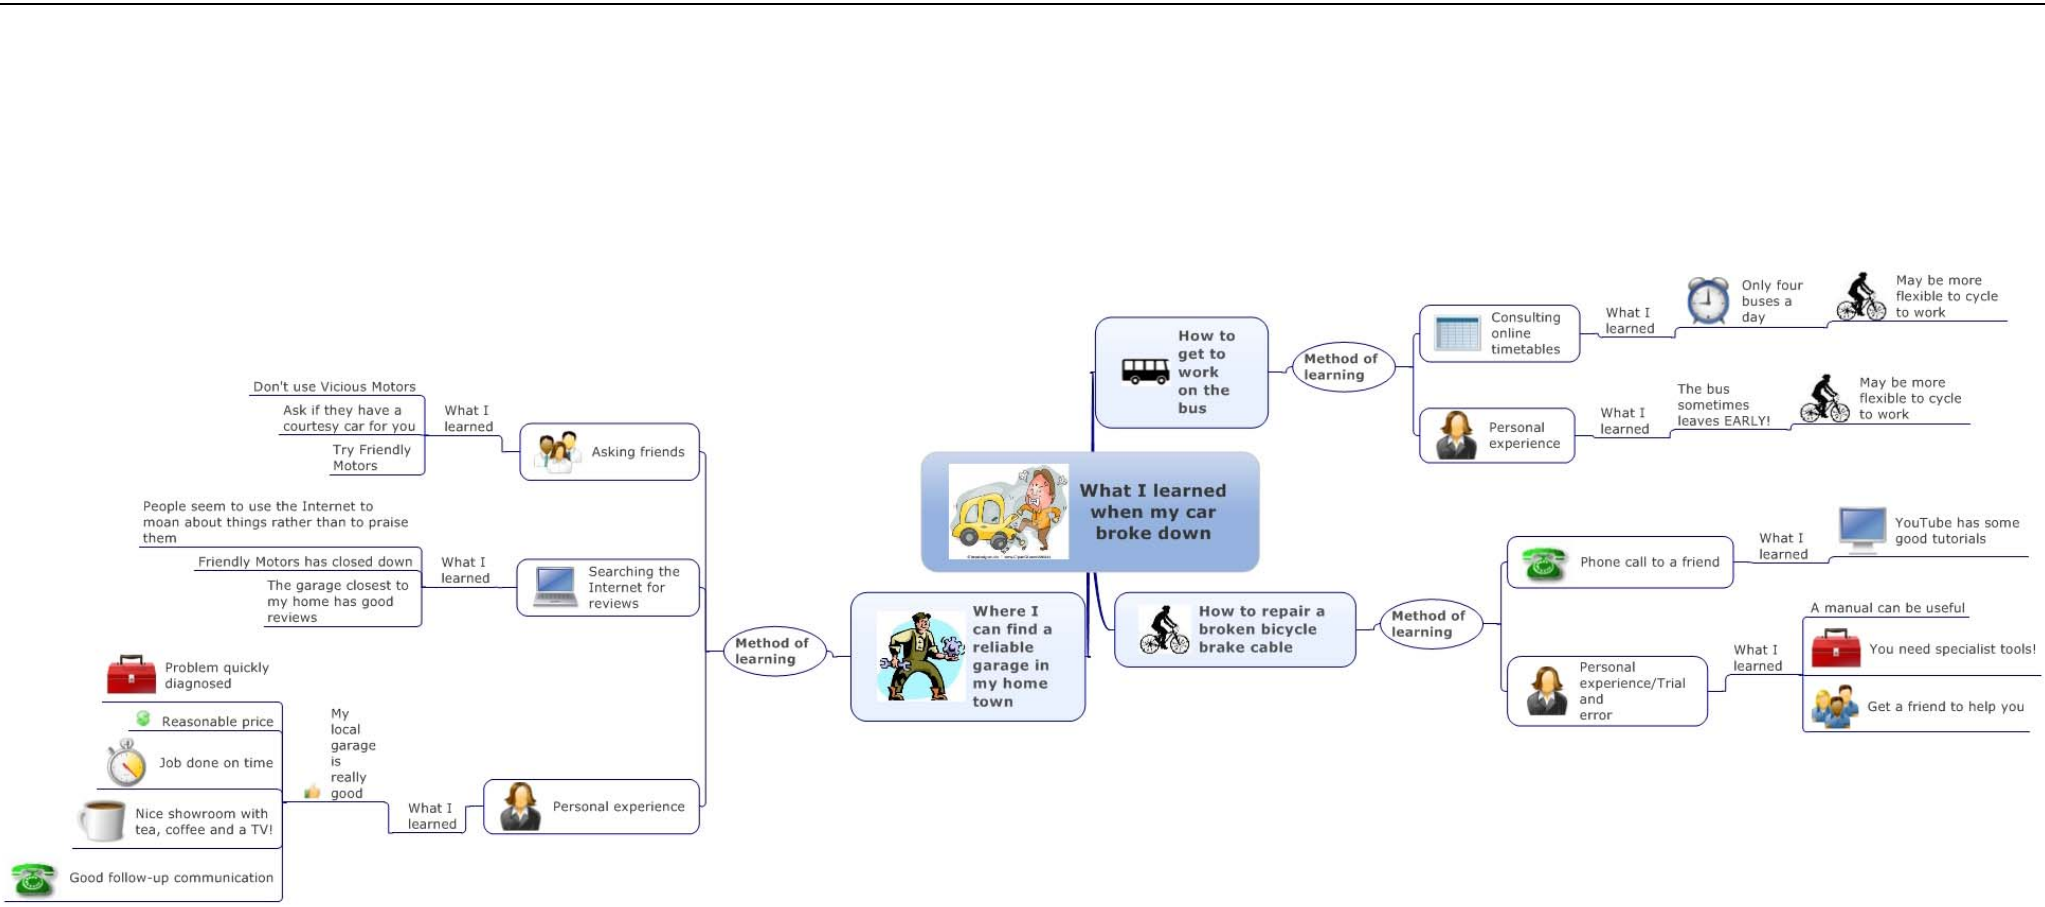 What I learned
when my car
broke down
How to
get to
work
on the
bus
Method of
learning
Consulting
online
timetables
What I
learned
Only four
buses a
day
May be more
flexible to cycle
to work
Personal
experience
What I
learned
The bus
sometimes
leaves EARLY!
May be more
flexible to cycle
to work
How to repair a
broken bicycle
brake cable
Method of
learning
Phone call to a friend
What I
learned
YouTube has some
good tutorials
Personal
experience/Trial
and
error
What I
learned
A manual can be useful
You need specialist tools!
Get a friend to help you
Where I
can find a
reliable
garage in
my home
town
Method of
learning
Asking friends
What I
learned
Don't use Vicious Motors
Ask if they have a
courtesy car for you
Try Friendly
Motors
Searching the
Internet for
reviews
What I
learned
People seem to use the Internet to
moan about things rather than to praise
them
Friendly Motors has closed down
The garage closest to
my home has good
reviews
Personal experience
What I
learned
My
local
garage
is
really
good
Problem quickly
diagnosed
Reasonable price
Job done on time
Nice showroom with
tea, coffee and a TV!
Good follow-up communication